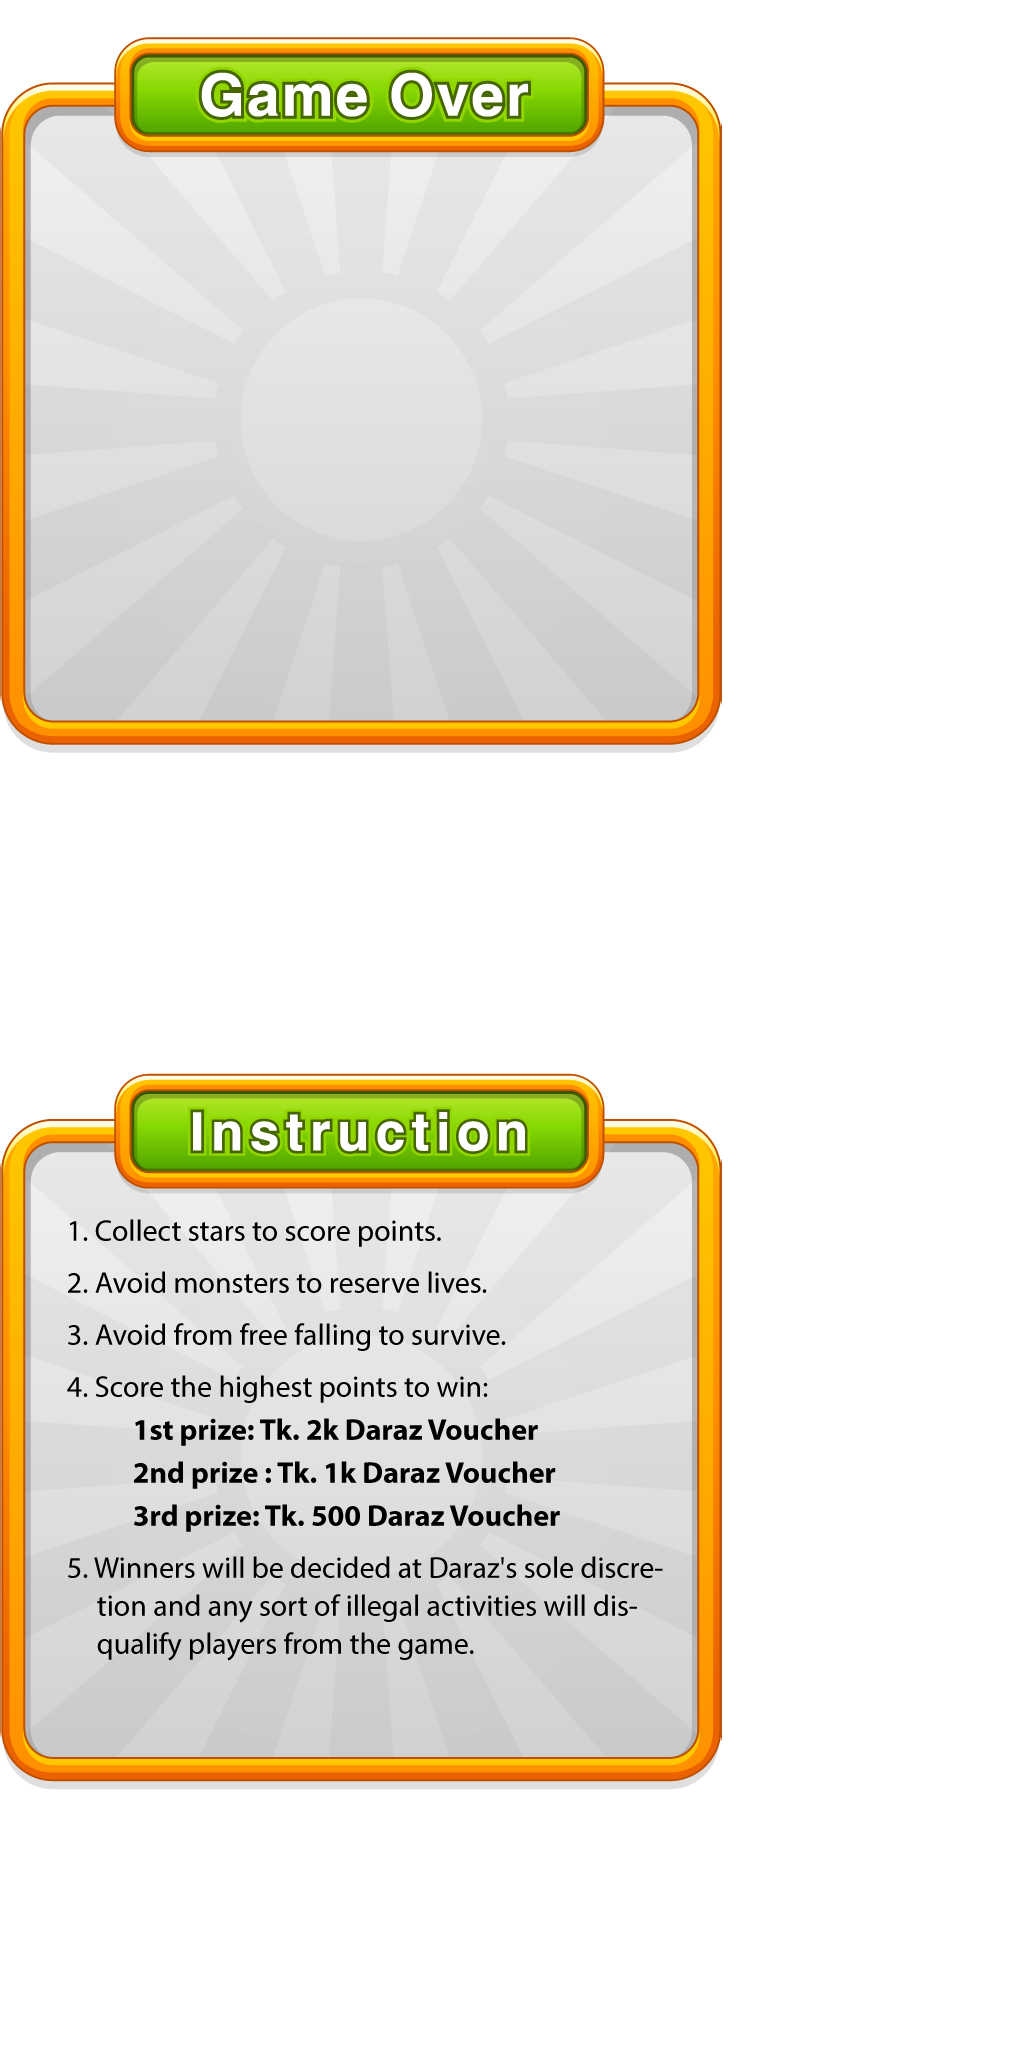 Game Over
Instruction
1. Collect stars to score points.
2. Avoid monsters to reserve lives.
3. Avoid from free falling to survive.
4. Score the highest points to win:
1st prize: Tk. 2k Daraz Voucher
2nd prize : Tk. 1k Daraz Voucher
3rd prize: Tk. 500 Daraz Voucher
5. Winners will be decided at Daraz's sole discre-
tion and any sort of illegal activities will dis-
qualify players from the game.